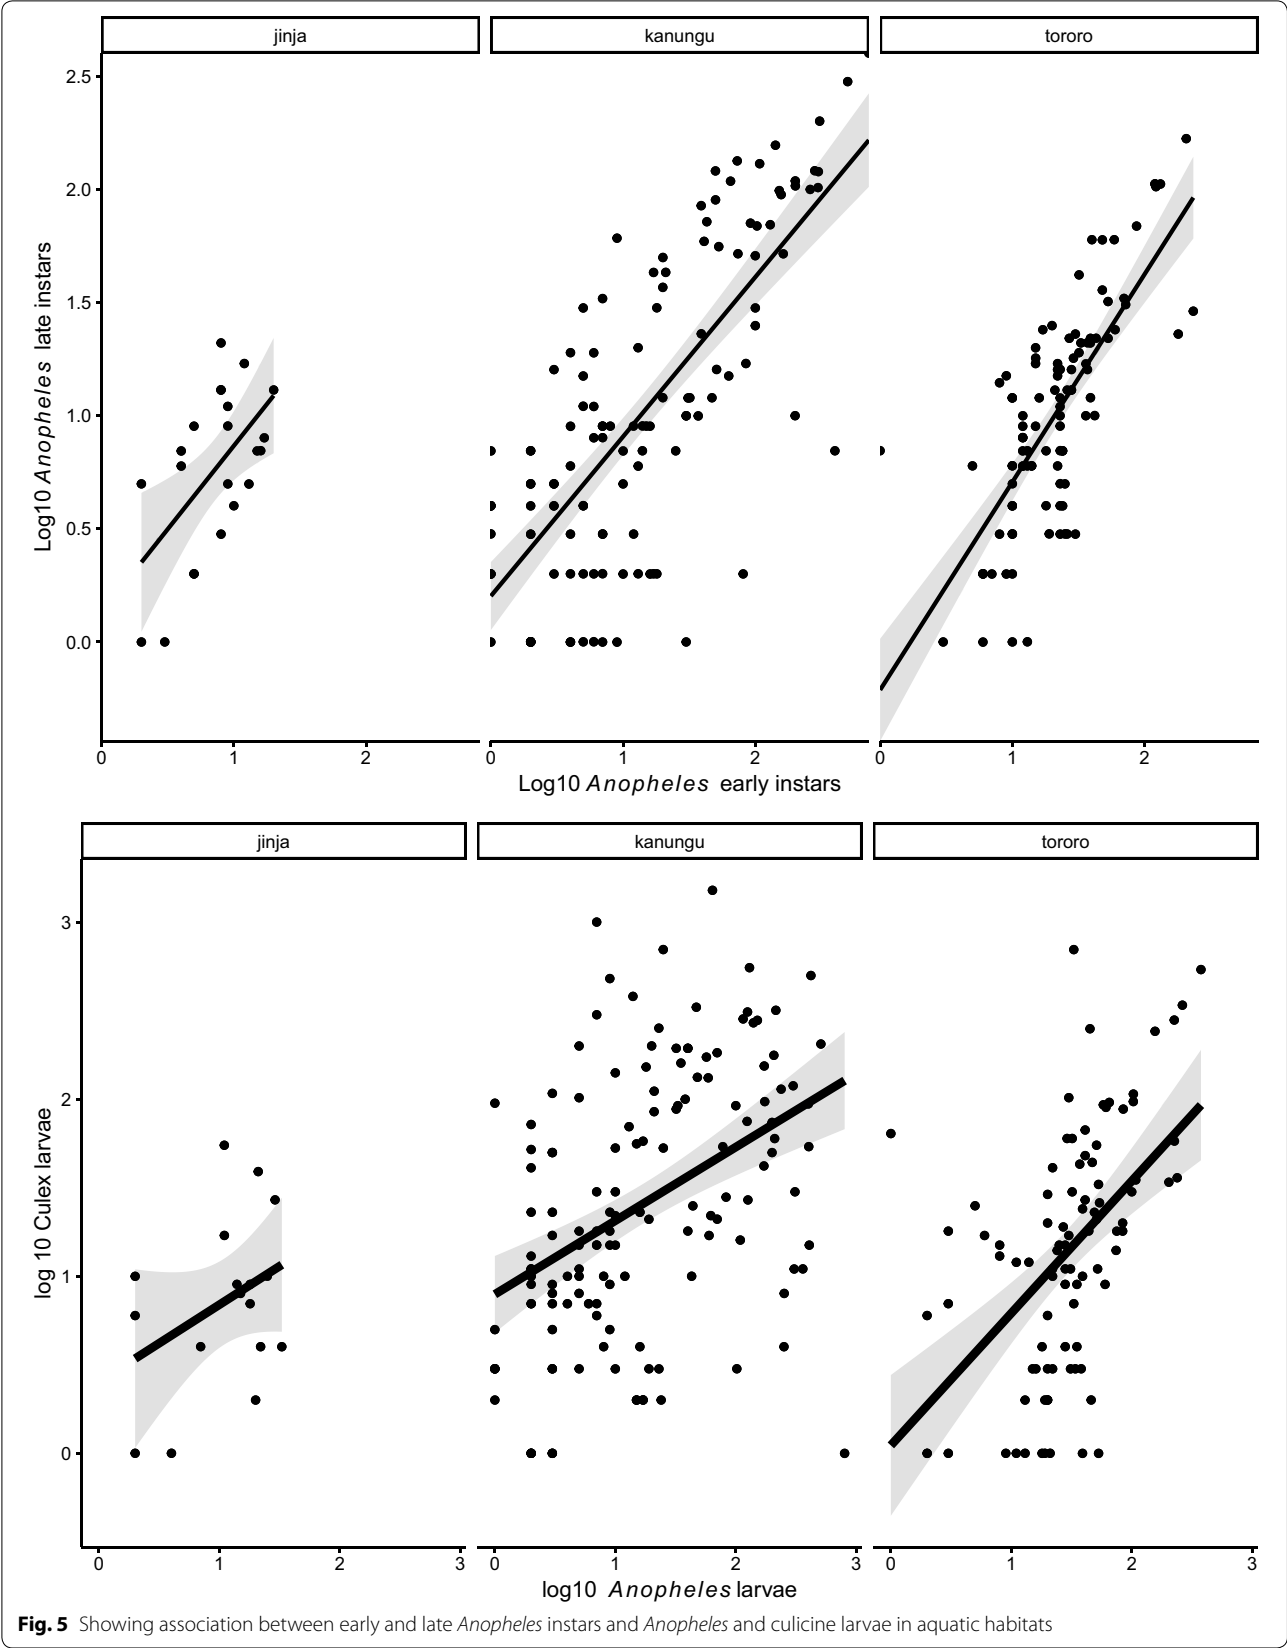 jinja kanungu tororo
2.5
2.0
1.5
1.0
0.5
0.0
Log10 Anopheles late instars
0 1 2 0 1 2 0 1 2
Log10 Anopheles early instars
jinja kanungu tororo
3
2
1
0
log 10 Culex larvae
0 1 2 3 0 1 2 3 0 1 2 3
log10 Anopheles larvae
Fig. 5 Showing association between early and late Anopheles instars and Anopheles and culicine larvae in aquatic habitats